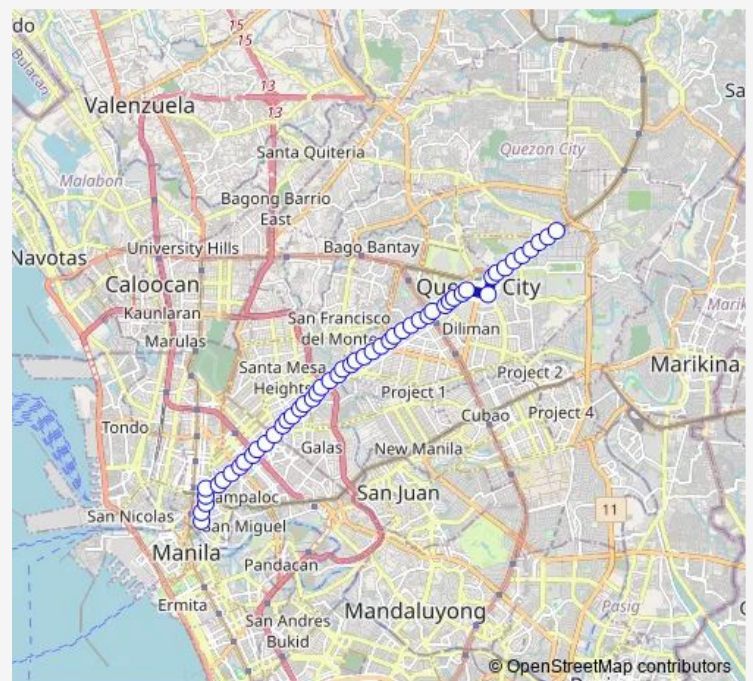 do
15
15
Bulacan
Valenzuela
13
13
Sa
Santa Quiteria
Quezon City
Malabon
Bagong Barrio
East
University Hills
Bago Bantay
Navotas
Caloocan
City
Kaunlaran
San Francisco
del Monte
Marulas
Diliman
Santa Mesa
Heights
Project 2
Marikina
Project 1
Project 4
Cubao
Tondo
Galas
New Manila
San Juan
San Nicolas
San Miguel
11
Manila
Pandacan
Ermita
Mandaluyong
Pasig
San Andres
Bukid
© OpenStreetMap contributors